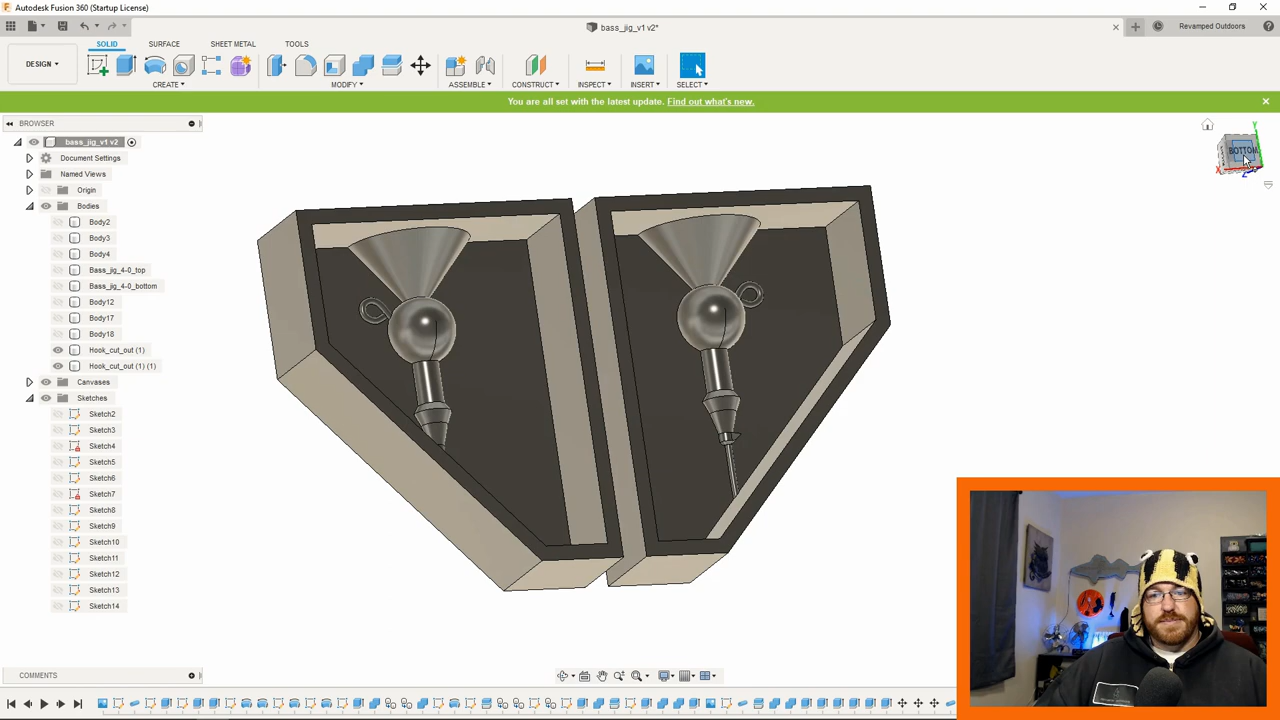 Autodesk Fusion 360 (Startup License)
bass_jig_v1 v2*
Revamped Outdoors
DESIGN
SOLID
SURFACE
SHEET METAL
TOOLS
CREATE
MODIFY
ASSEMBLE
CONSTRUCT
INSPECT
INSERT
SELECT
You are all set with the latest update. Find out what's new.
BROWSER
bass_jig_v1 v2
Document Settings
Named Views
Origin
Bodies
Body2
Body3
Body4
Bass_jig_4-0_top
Bass_jig_4-0_bottom
Body12
Body17
Body18
Hook_cut_out (1)
Hook_cut_out (1) (1)
Canvases
Sketches
Sketch2
Sketch3
Sketch4
Sketch5
Sketch6
Sketch7
Sketch8
Sketch9
Sketch10
Sketch11
Sketch12
Sketch13
Sketch14
Y
BOTTOM
X
Z
COMMENTS